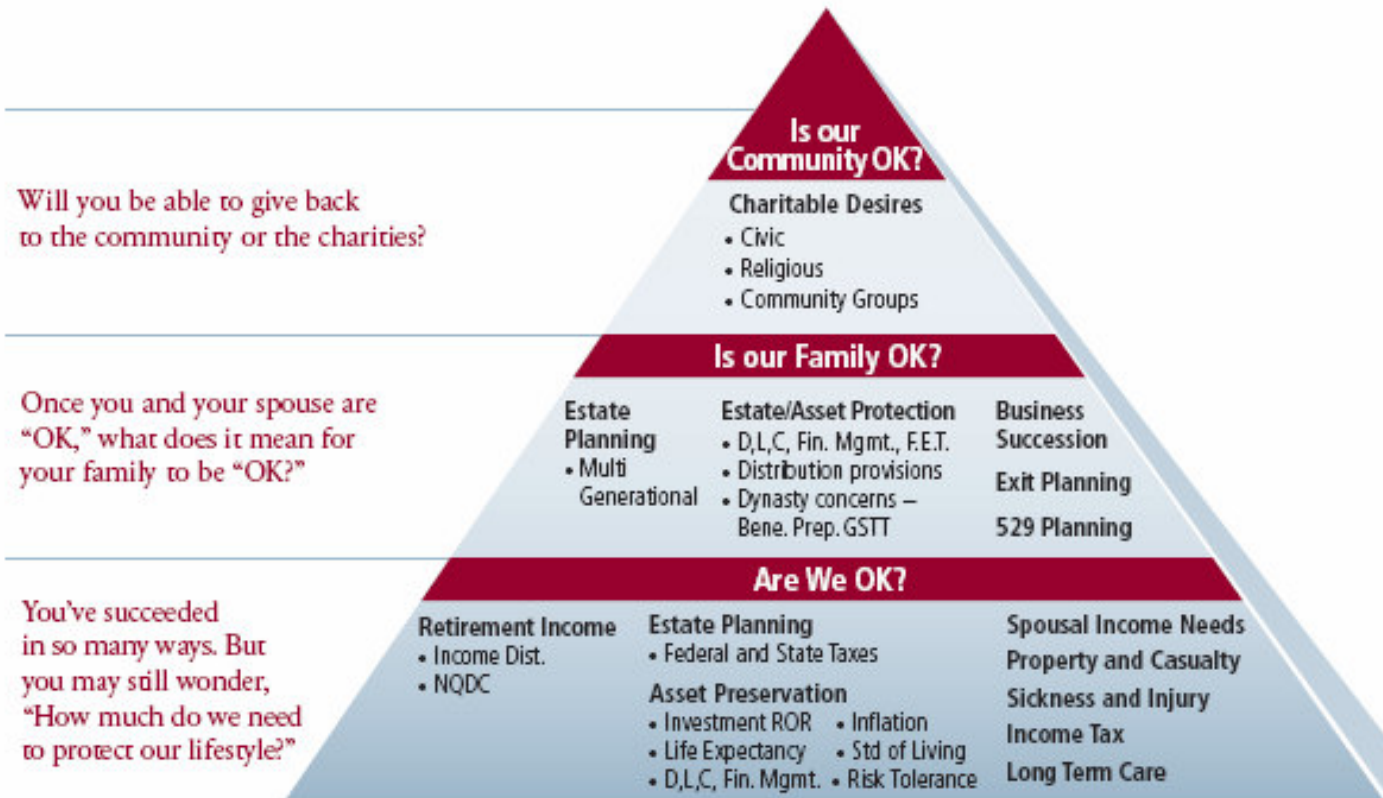 Is our
Community OK?
Will you be able to give back
to the community or the charities?
Charitable Desires
• Civic
• Religious
• Community Groups
Is our Family OK?
Once you and your spouse are
“OK,” what does it mean for
your family to be “OK?”
Estate
Planning
• Multi
Generational
Estate/Asset Protection
• D,L,C, Fin. Mgmt., F.E.T.
• Distribution provisions
• Dynasty concerns –
Bene. Prep. GSTT
Business
Succession
Exit Planning
529 Planning
Are We OK?
You’ve succeeded
in so many ways. But
you may still wonder,
“How much do we need
to protect our lifestyle?”
Retirement Income
• Income Dist.
• NQDC
Estate Planning
• Federal and State Taxes
Asset Preservation
• Investment ROR • Inflation
• Life Expectancy • Std of Living
• D,L,C, Fin. Mgmt. • Risk Tolerance
Spousal Income Needs
Property and Casualty
Sickness and Injury
Income Tax
Long Term Care